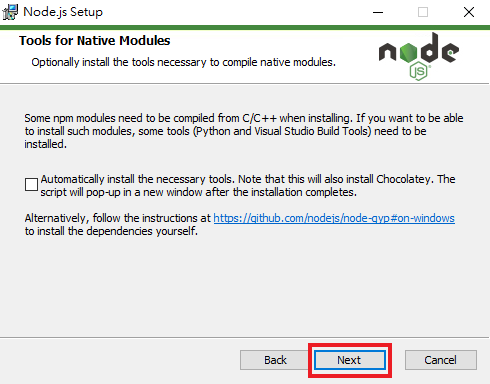 Node.js Setup
Tools for Native Modules
Optionally install the tools necessary to compile native modules.
node
JS
Some npm modules need to be compiled from C/C++ when installing. If you want to be able
to install such modules, some tools (Python and Visual Studio Build Tools) need to be
installed.
Automatically install the necessary tools. Note that this will also install Chocolatey. The
script will pop-up in a new window after the installation completes.
Alternatively, follow the instructions at https://github.com/nodejs/node-gyp#on-windows
to install the dependencies yourself.
Back Next Cancel